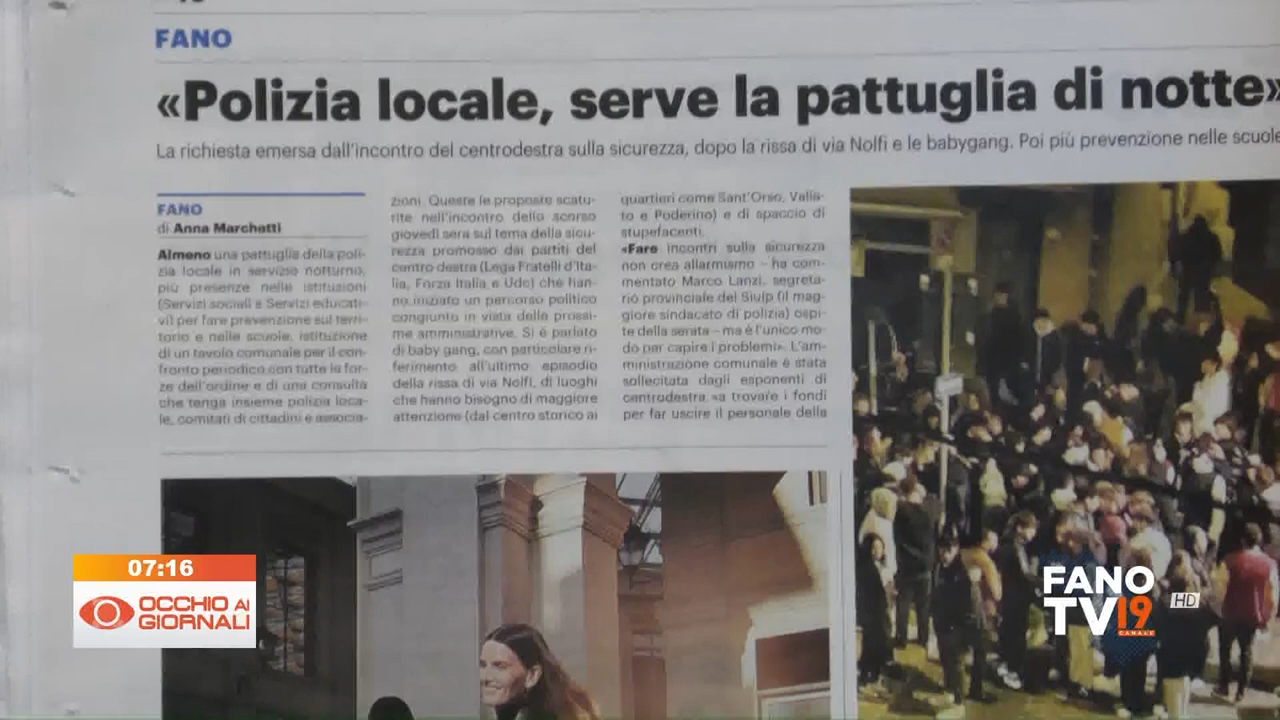 FANO
«Polizia locale, serve la pattuglia di notte»
La richiesta emersa dall'incontro del centrodestra sulla sicurezza, dopo la rissa di via Nolfi e le babygang. Poi più prevenzione nelle scuole
FANO
di Anna Marchetti
Almeno una pattuglia della poli-
zia locale in servizio notturno,
più presenze nelle istituzioni
(Servizi sociali e Servizi educati-
vi) per fare prevenzione sul terri-
torio e nelle scuole, istituzione
di un tavolo comunale per il con-
fronto periodico con tutte le for-
ze dell'ordine e di una consulta
che tenga insieme polizia loca-
le, comitati di cittadini e associa-
zioni. Queste le proposte scatu-
rite nell'incontro dello scorso
giovedì sera sul tema della sicu-
rezza promosso dai partiti del
centro destra (Lega Fratelli d'Ita-
lia, Forza Italia e Udc) che han-
no iniziato un percorso politico
congiunto in vista delle prossi-
me amministrative. Si è parlato
di baby gang, con particolare ri-
ferimento all'ultimo episodio
della rissa di via Nolfi, di luoghi
che hanno bisogno di maggiore
attenzione (dal centro storico ai
quartieri come Sant'Orso, Valla-
to e Poderino) e di spaccio di
stupefacenti.
«Fare incontri sulla sicurezza
non crea allarmismo – ha com-
mentato Marco Lanzi, segreta-
rio provinciale del Siulp (il mag-
giore sindacato di polizia) ospi-
te della serata – ma è l'unico mo-
do per capire i problemi». L'am-
ministrazione comunale è stata
sollecitata dagli esponenti di
centrodestra «a trovare i fondi
per far uscire il personale della
07:16
OCCHIO AI
GIORNALI
FANO
TV19
CANALE
HD